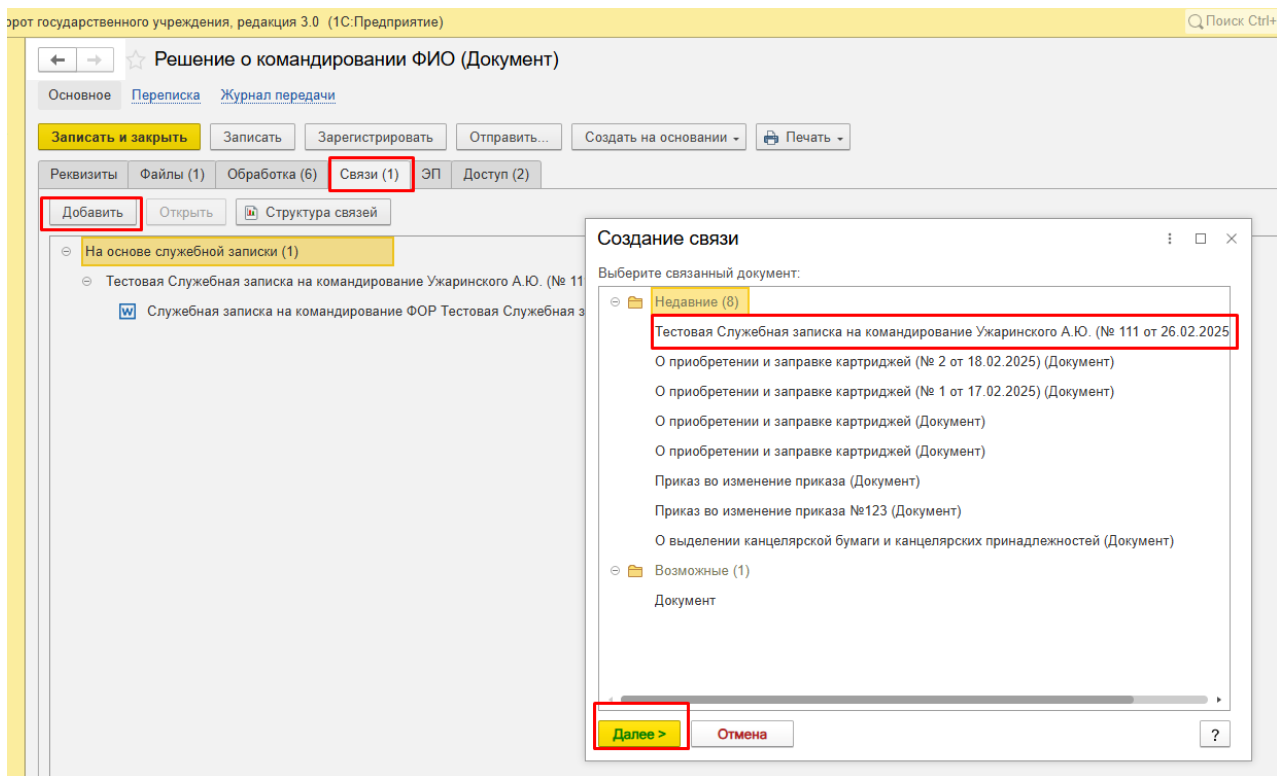 орот государственного учреждения, редакция 3.0 (1С:Предприятие)
Поиск Ctrl+
Решение о командировании ФИО (Документ)
Основное Переписка Журнал передачи
Записать и закрыть Записать Зарегистрировать Отправить... Создать на основании Печать
Реквизиты Файлы (1) Обработка (6) Связи (1) ЭП Доступ (2)
Добавить Открыть Структура связей
На основе служебной записки (1)
Тестовая Служебная записка на командирование Ужаринского А.Ю. (№ 11
Служебная записка на командирование ФОР Тестовая Служебная з
Создание связи
Выберите связанный документ:
Недавние (8)
Тестовая Служебная записка на командирование Ужаринского А.Ю. (№ 111 от 26.02.2025
О приобретении и заправке картриджей (№ 2 от 18.02.2025) (Документ)
О приобретении и заправке картриджей (№ 1 от 17.02.2025) (Документ)
О приобретении и заправке картриджей (Документ)
О приобретении и заправке картриджей (Документ)
Приказ во изменение приказа (Документ)
Приказ во изменение приказа №123 (Документ)
О выделении канцелярской бумаги и канцелярских принадлежностей (Документ)
Возможные (1)
Документ
Далее > Отмена ?